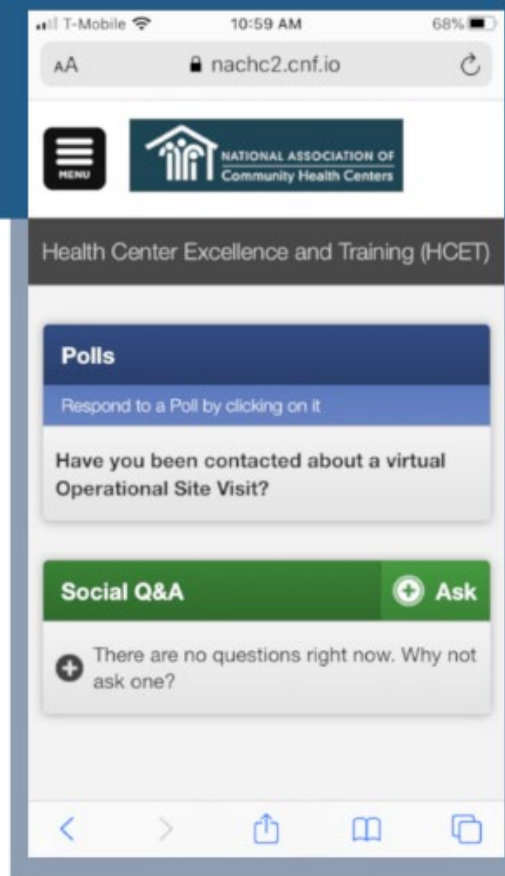 T-Mobile 10:59 AM 68%
AA nachc2.cnf.io
MENU
NATIONAL ASSOCIATION OF
Community Health Centers
Health Center Excellence and Training (HCET)
Polls
Respond to a Poll by clicking on it
Have you been contacted about a virtual
Operational Site Visit?
Social Q&A Ask
There are no questions right now. Why not
ask one?